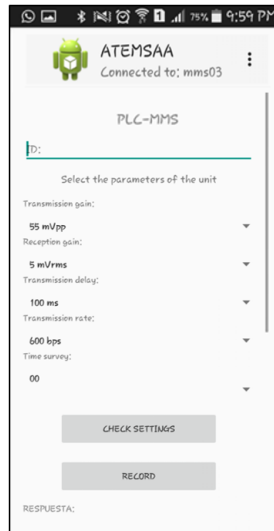 1 75% 9:59 PM
ATEMSAA
Connected to: mms03
PLC-MMS
ID:
Select the parameters of the unit
Transmission gain:
55 mVpp
Reception gain:
5 mVrms
Transmission delay:
100 ms
Transmission rate:
600 bps
Time survey:
00
CHECK SETTINGS
RECORD
RESPUESTA: